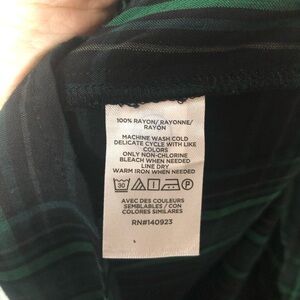 100% RAYON/ RAYONNE/
RAYON
MACHINE WASH COLD
DELICATE CYCLE WITH LIKE
COLORS
ONLY NON-CHLORINE
BLEACH WHEN NEEDED
LINE DRY
WARM IRON WHEN NEEDED
30 P
AVEC DES COULEURS
SEMBLABLES / CON
COLORES SIMILARES
RN#140923